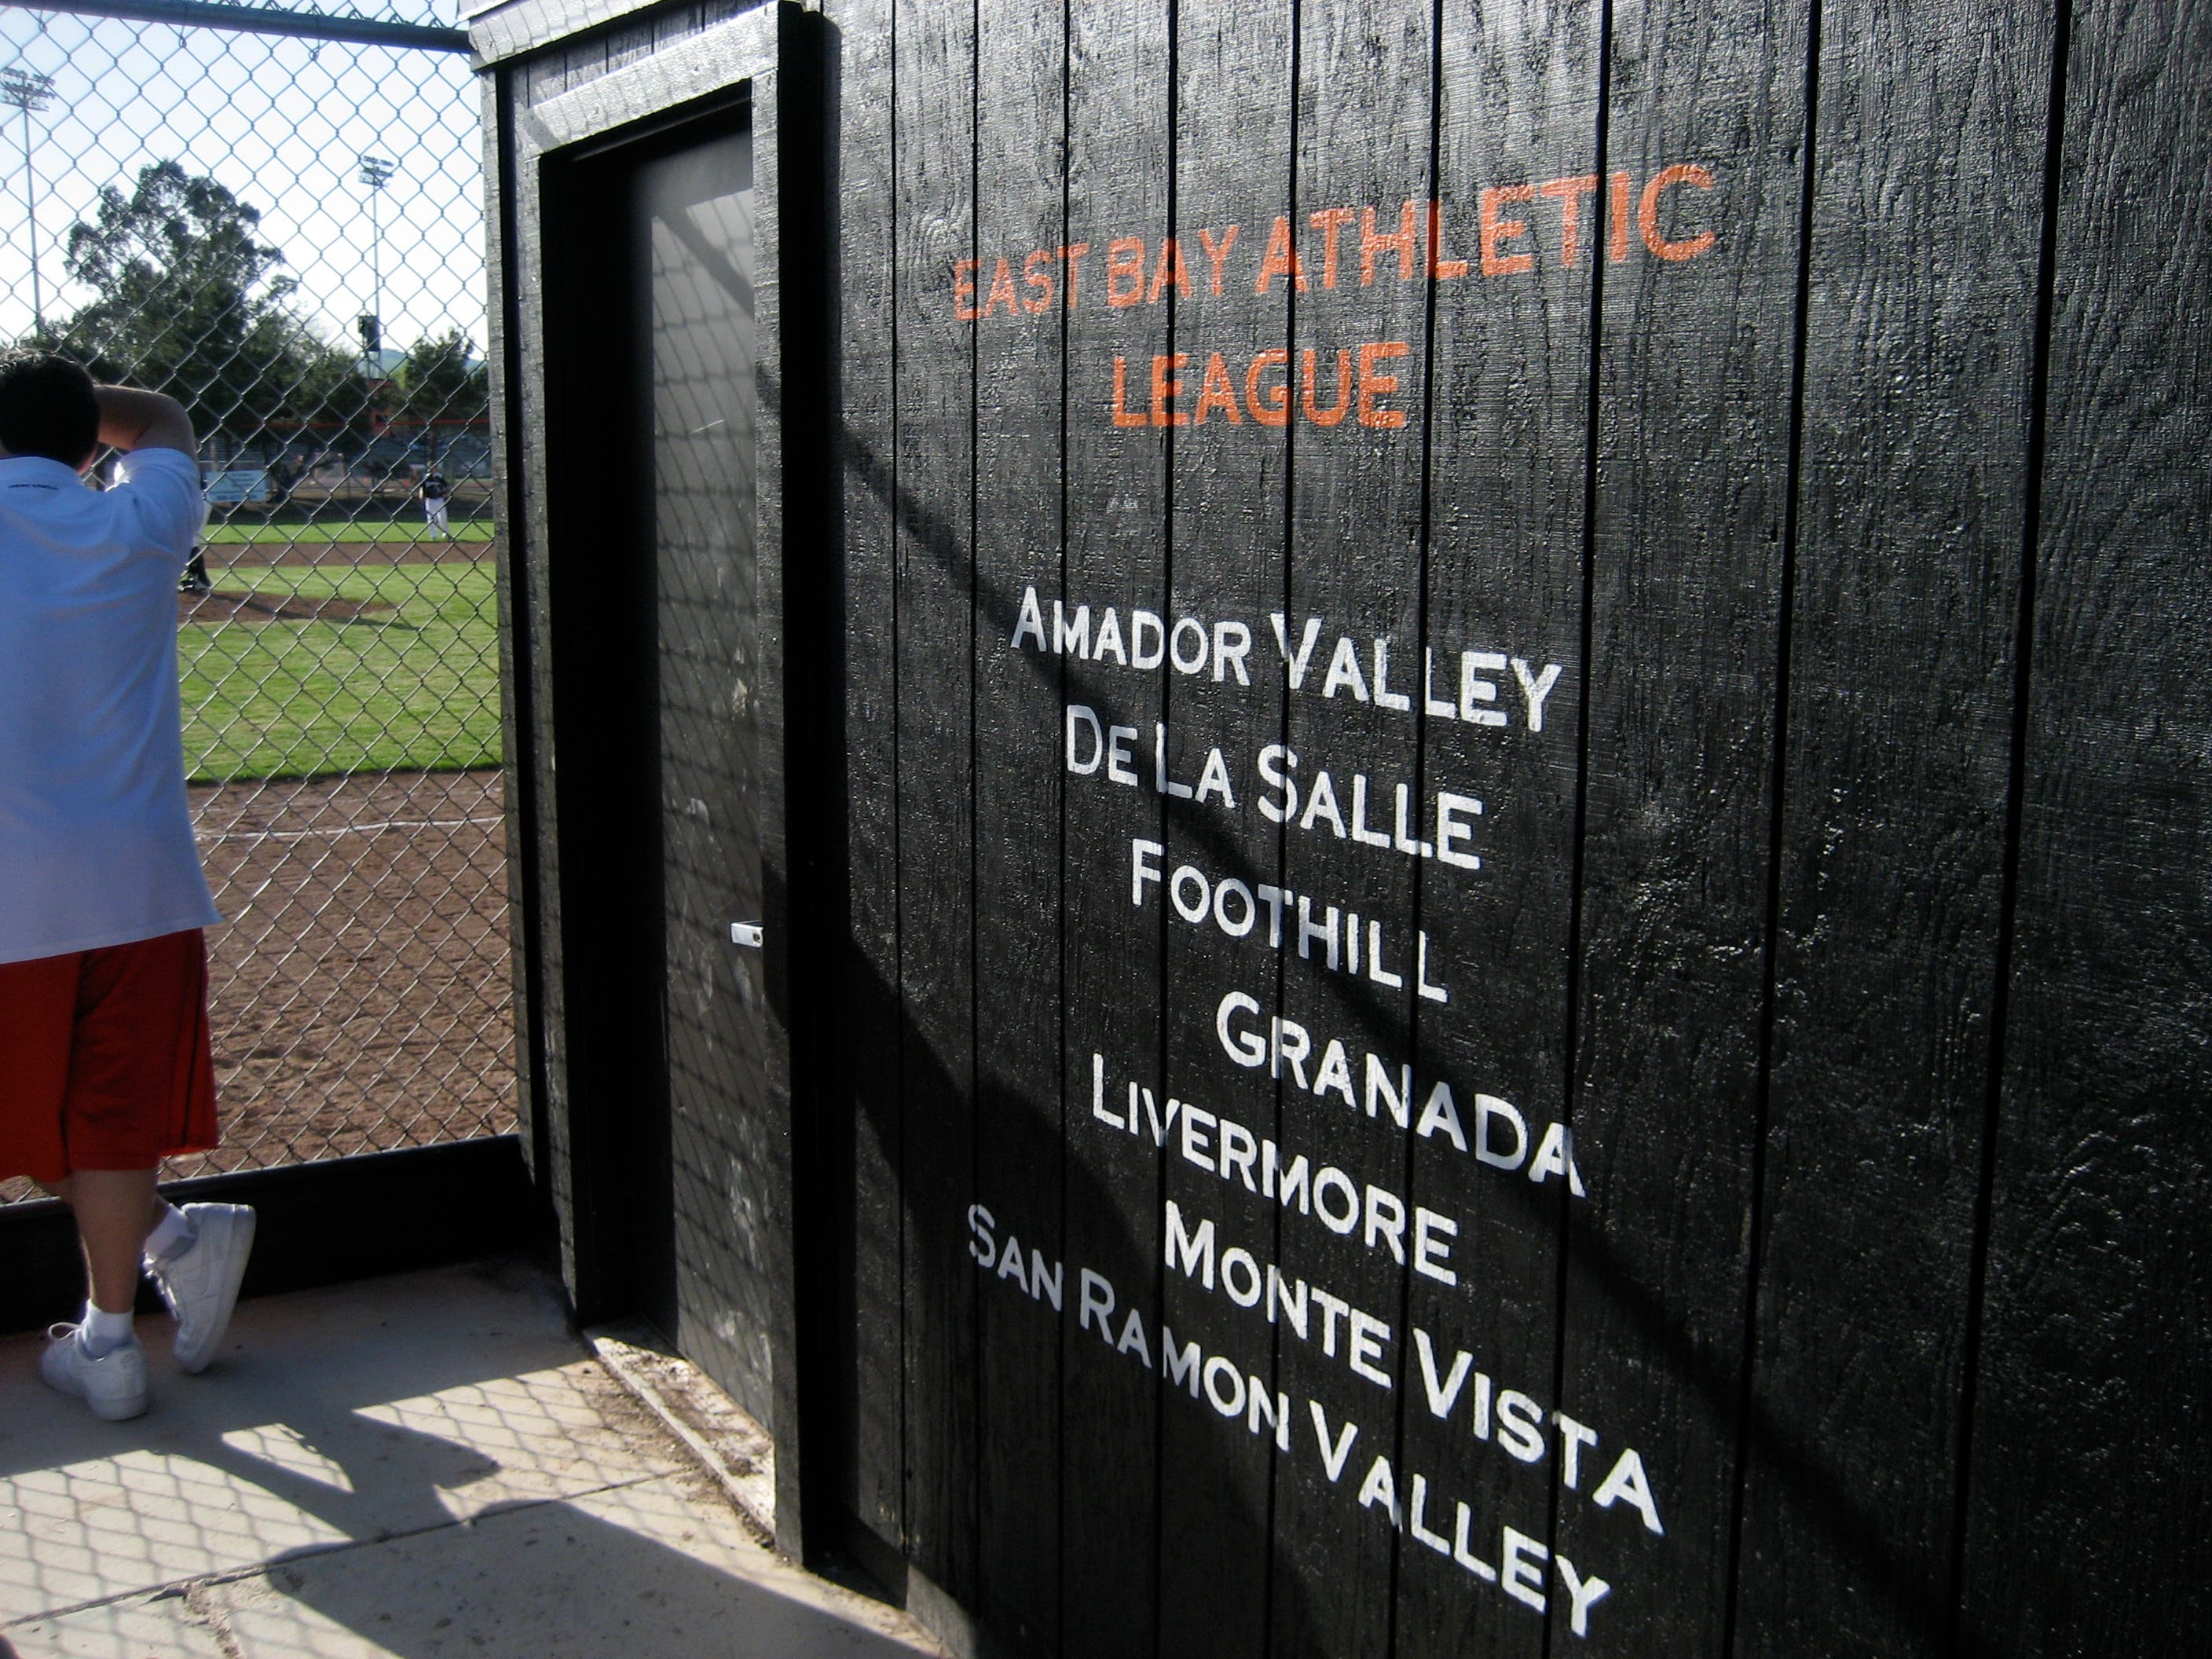 EAST BAY ATHLETIC
LEAGUE
AMADOR VALLEY
DE LA SALLE
FOOTHILL
GRANADA
LIVERMORE
MONTE VISTA
SAN RAMON VALLEY